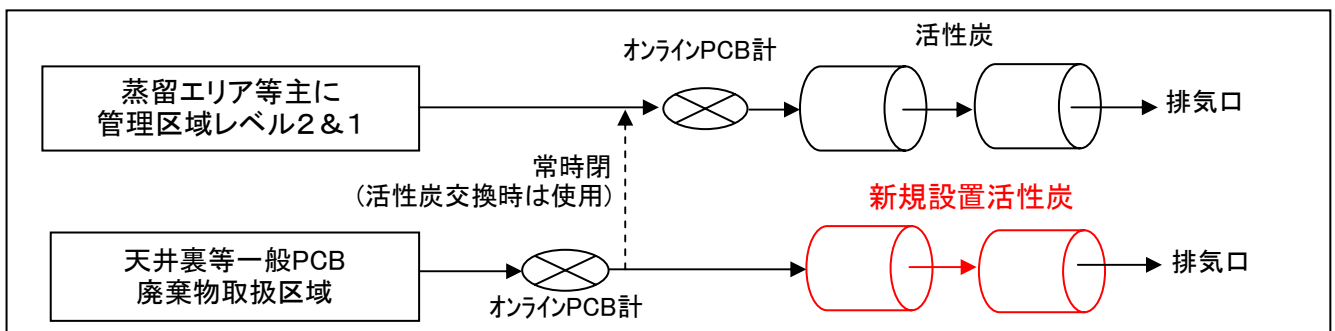 オンラインPCB計
活性炭
蒸留エリア等主に
管理区域レベル2&1
排気口
常時閉
(活性炭交換時は使用)
新規設置活性炭
天井裏等一般PCB
廃棄物取扱区域
オンラインPCB計
排気口